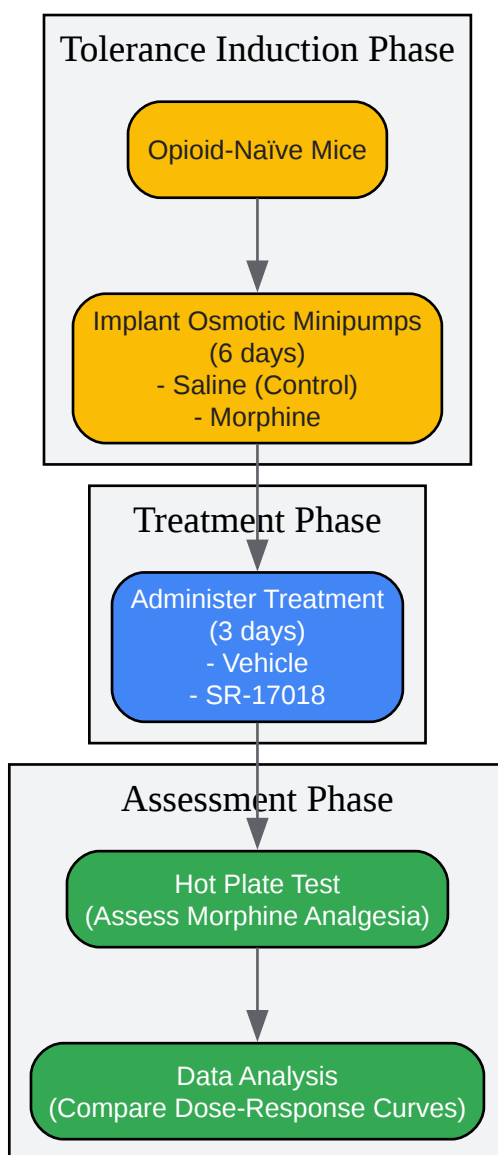 Tolerance Induction Phase
Opioid-Naïve Mice
Implant Osmotic Minipumps
(6 days)
- Saline (Control)
- Morphine
Treatment Phase
Administer Treatment
(3 days)
- Vehicle
- SR-17018
Assessment Phase
Hot Plate Test
(Assess Morphine Analgesia)
Data Analysis
(Compare Dose-Response Curves)